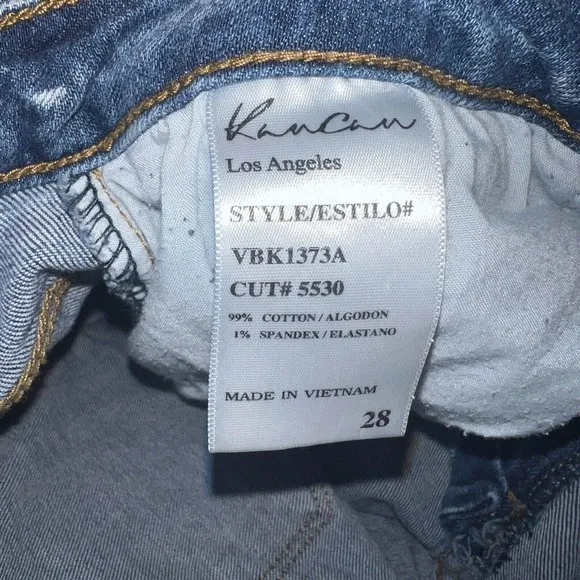 KanCan
Los Angeles
STYLE/ESTILO#
VBK1373A
CUT# 5530
99% COTTON/ALGODON
1% SPANDEX/ELASTANO
MADE IN VIETNAM
28